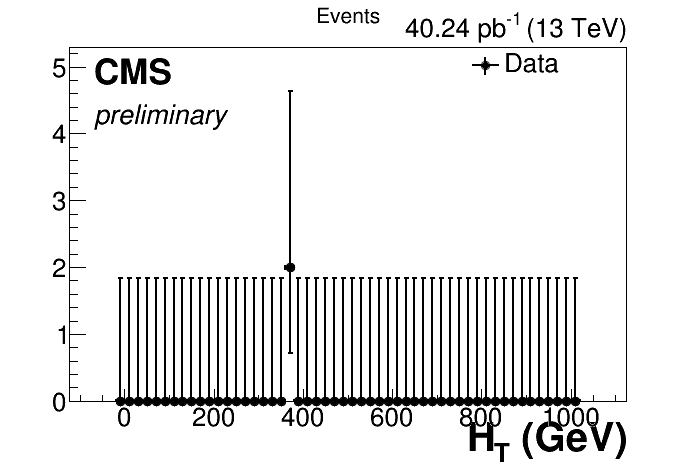 Events
40.24 pb-1 (13 TeV)
CMS
preliminary
Data
5
4
3
2
1
0
0 200 400 600 800 1000
HT (GeV)